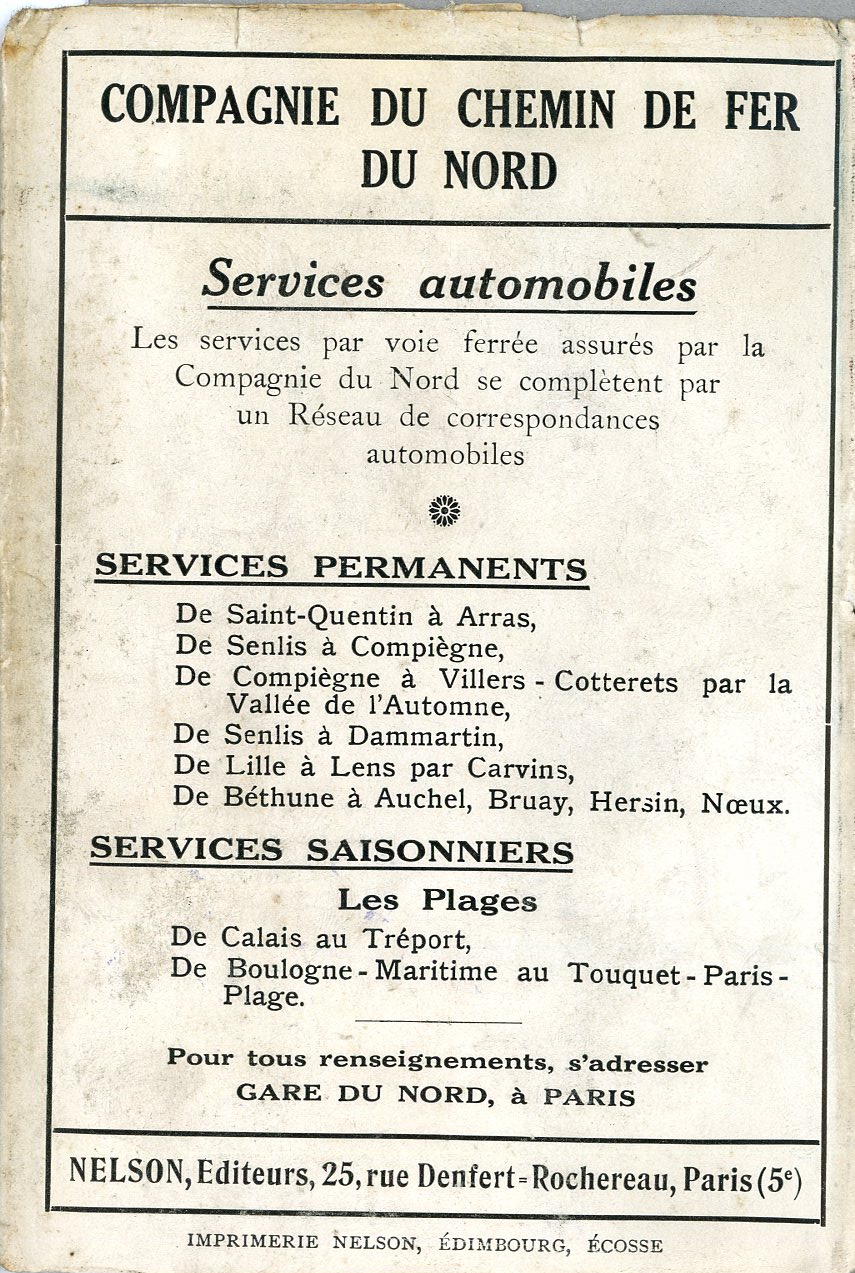 COMPAGNIE DU CHEMIN DE FER
DU NORD
Services automobiles
Les services par voie ferrée assurés par la
Compagnie du Nord se complètent par
un Réseau de correspondances
automobiles
SERVICES PERMANENTS
De Saint-Quentin à Arras,
De Senlis à Compiègne,
De Compiègne à Villers - Cotterets par la
Vallée de l'Automne,
De Senlis à Dammartin,
De Lille à Lens par Carvins,
De Béthune à Auchel, Bruay, Hersin, Nœux.
SERVICES SAISONNIERS
Les Plages
De Calais au Tréport,
De Boulogne - Maritime au Touquet - Paris -
Plage.
Pour tous renseignements, s'adresser
GARE DU NORD, à PARIS
NELSON, Editeurs, 25, rue Denfert=Rochereau, Paris (5e)
IMPRIMERIE NELSON, ÉDIMBOURG, ÉCOSSE